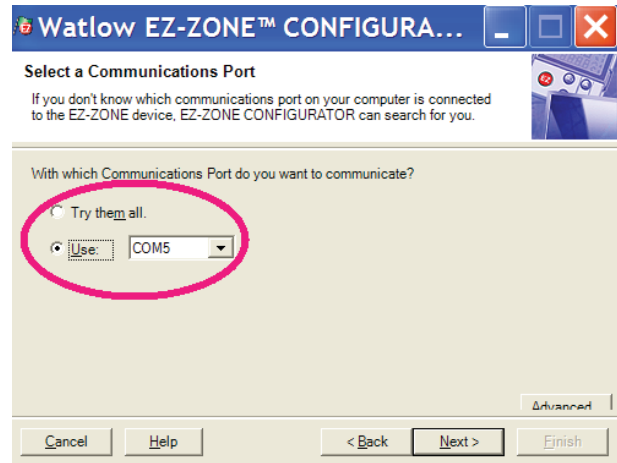 Watlow EZ-ZONE™ CONFIGURA...
Select a Communications Port
If you don't know which communications port on your computer is connected
to the EZ-ZONE device, EZ-ZONE CONFIGURATOR can search for you.
With which Communications Port do you want to communicate?
Try them all.
Use: COM5
Advanced
Cancel Help < Back Next > Finish